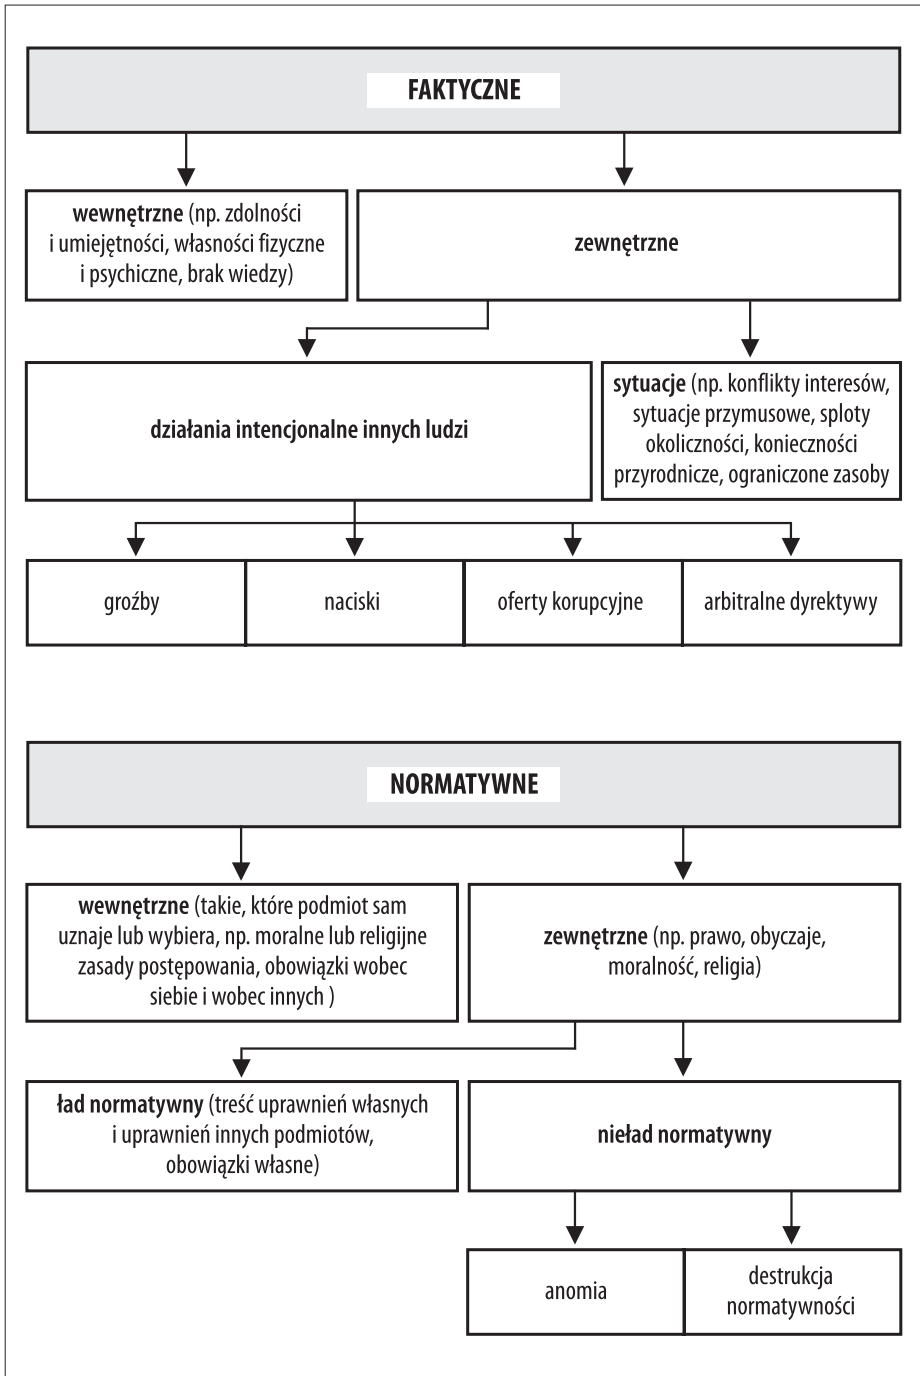 FAKTYCZNE
wewnętrzne (np. zdolności
i umiejętności, własności fizyczne
i psychiczne, brak wiedzy)
zewnętrzne
działania intencjonalne innych ludzi
sytuacje (np. konflikty interesów,
sytuacje przymusowe, sploty
okoliczności, konieczności
przyrodnicze, ograniczone zasoby
groźby
naciski
oferty korupcyjne
arbitralne dyrektywy
NORMATYWNE
wewnętrzne (takie, które podmiot sam
uznaje lub wybiera, np. moralne lub religijne
zasady postępowania, obowiązki wobec
siebie i wobec innych )
zewnętrzne (np. prawo, obyczaje,
moralność, religia)
ład normatywny (treść uprawnień własnych
i uprawnień innych podmiotów,
obowiązki własne)
nieład normatywny
anomia
destrukcja
normatywności